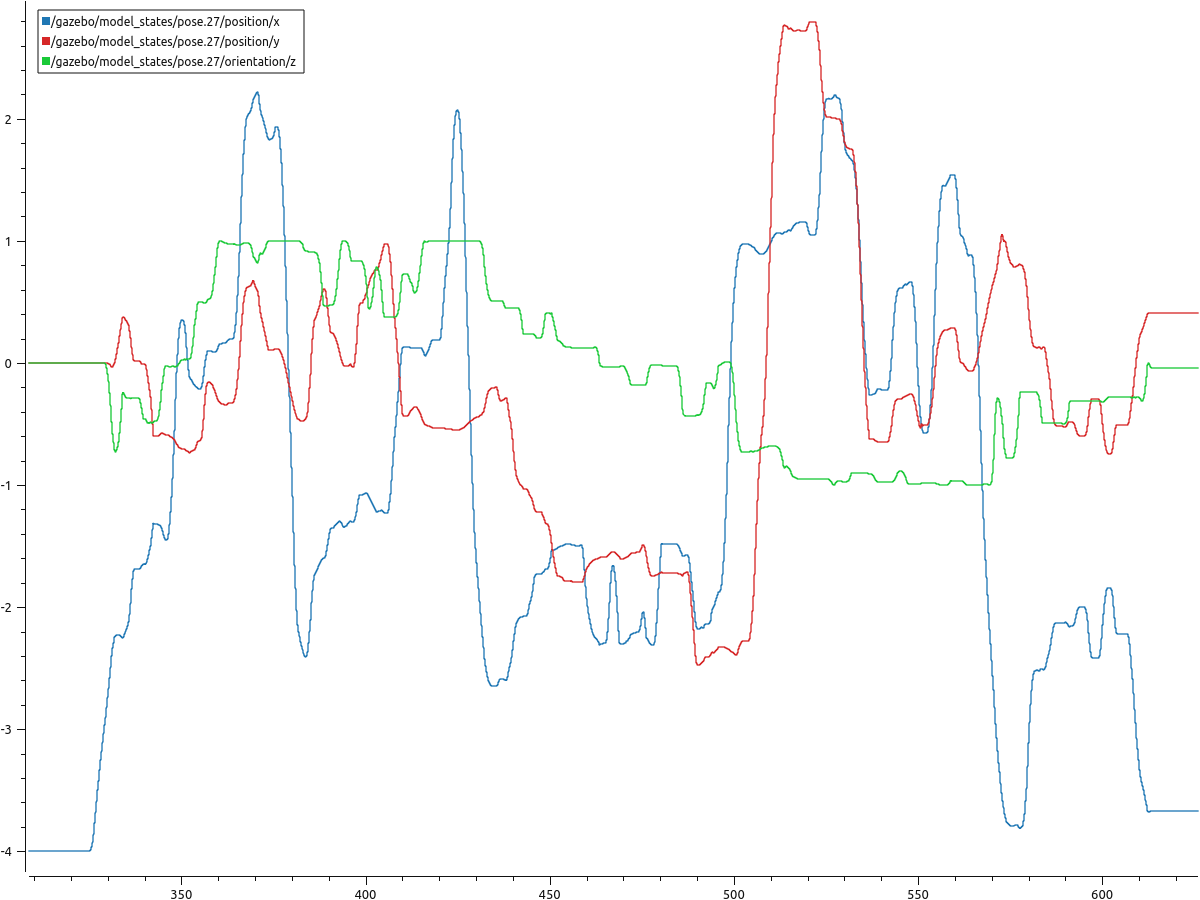 /gazebo/model_states/pose.27/position/x
/gazebo/model_states/pose.27/position/y
/gazebo/model_states/pose.27/orientation/z
2
1
0
-1
-2
-3
-4
350 400 450 500 550 600